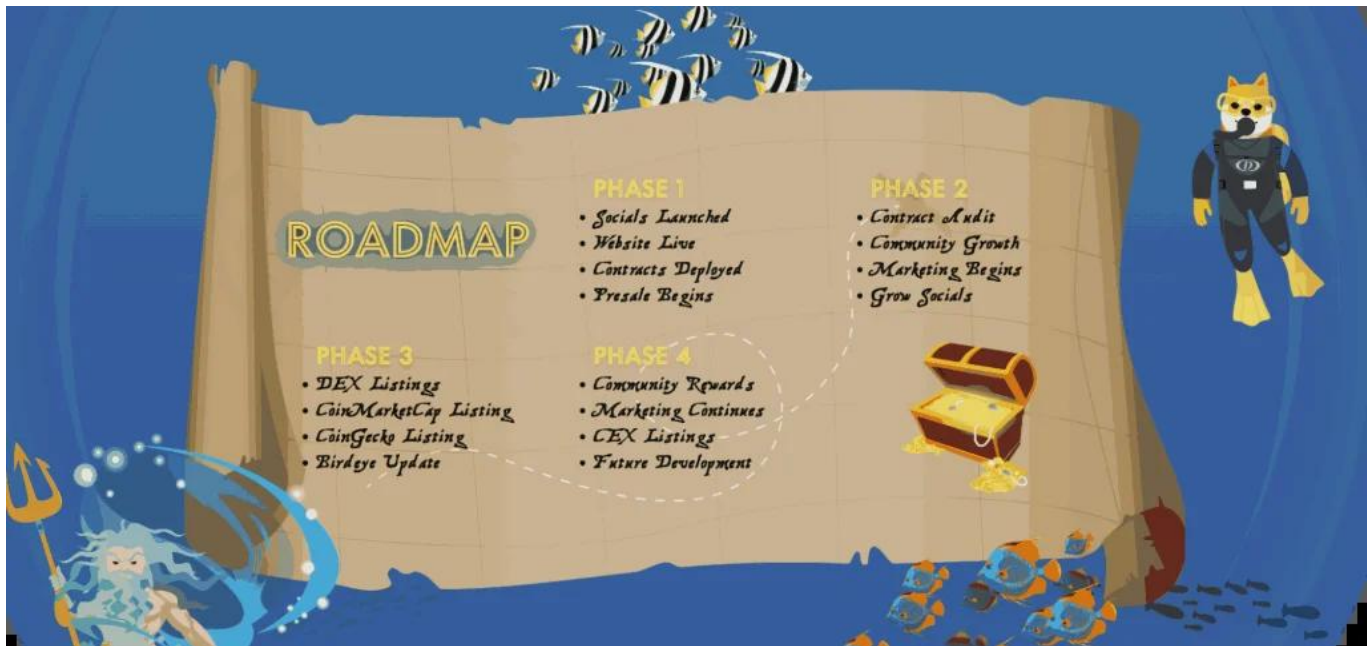 ROADMAP
PHASE 1
• Socials Launched
• Website Live
• Contracts Deployed
• Presale Begins
PHASE 2
• Contract Audit
• Community Growth
• Marketing Begins
• Grow Socials
PHASE 3
• DEX Listings
• CoinMarketCap Listing
• CoinGecko Listing
• Birdeye Update
PHASE 4
• Community Rewards
• Marketing Continues
• CEX Listings
• Future Development